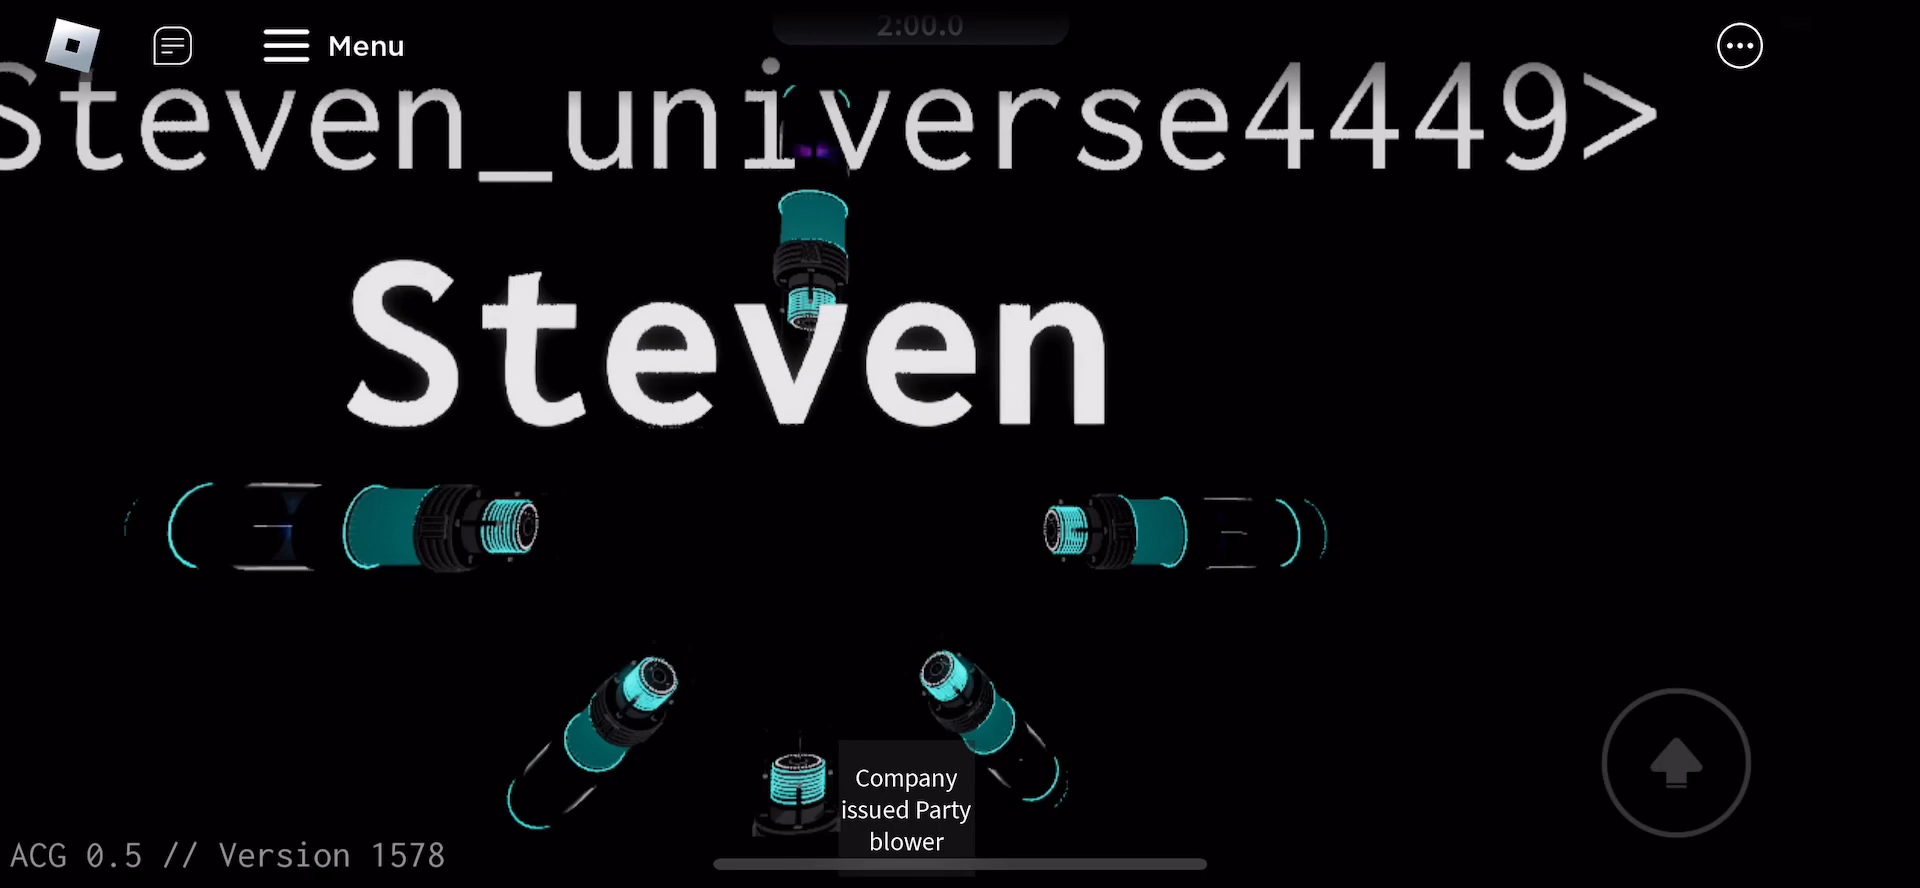 2:00.0
Menu
Steven_universe4449>
Steven
Company
issued Party
blower
ACG 0.5 // Version 1578